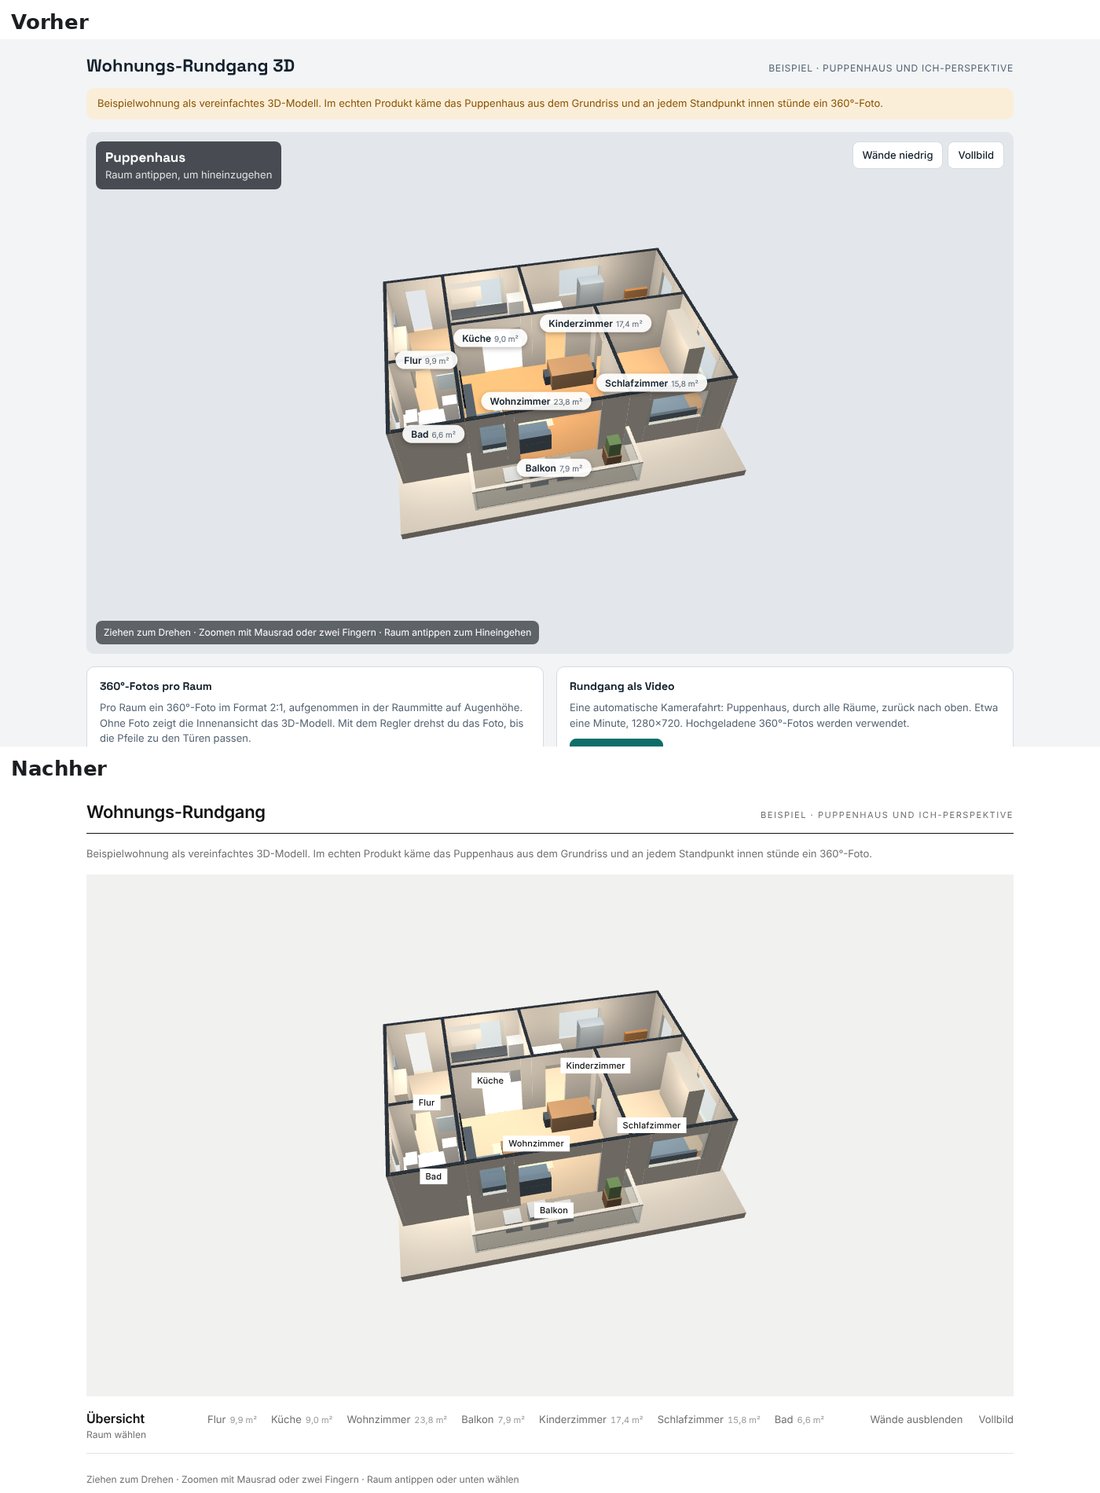 Vorher
Wohnungs-Rundgang 3D
BEISPIEL · PUPPENHAUS UND ICH-PERSPEKTIVE
Beispielwohnung als vereinfachtes 3D-Modell. Im echten Produkt käme das Puppenhaus aus dem Grundriss und an jedem Standpunkt innen stünde ein 360°-Foto.
Puppenhaus
Raum antippen, um hineinzugehen
Wände niedrig
Vollbild
Kinderzimmer 17,4 m²
Küche 9,0 m²
Flur 9,9 m²
Schlafzimmer 15,8 m²
Wohnzimmer 23,8 m²
Bad 6,6 m²
Balkon 7,9 m²
Ziehen zum Drehen · Zoomen mit Mausrad oder zwei Fingern · Raum antippen zum Hineingehen
360°-Fotos pro Raum
Pro Raum ein 360°-Foto im Format 2:1, aufgenommen in der Raummitte auf Augenhöhe.
Ohne Foto zeigt die Innenansicht das 3D-Modell. Mit dem Regler drehst du das Foto, bis
die Pfeile zu den Türen passen.
Rundgang als Video
Eine automatische Kamerafahrt: Puppenhaus, durch alle Räume, zurück nach oben. Etwa
eine Minute, 1280×720. Hochgeladene 360°-Fotos werden verwendet.
Nachher
Wohnungs-Rundgang
BEISPIEL · PUPPENHAUS UND ICH-PERSPEKTIVE
Beispielwohnung als vereinfachtes 3D-Modell. Im echten Produkt käme das Puppenhaus aus dem Grundriss und an jedem Standpunkt innen stünde ein 360°-Foto.
Kinderzimmer
Küche
Flur
Schlafzimmer
Wohnzimmer
Bad
Balkon
Übersicht
Raum wählen
Flur 9,9 m² Küche 9,0 m² Wohnzimmer 23,8 m² Balkon 7,9 m² Kinderzimmer 17,4 m² Schlafzimmer 15,8 m² Bad 6,6 m²
Wände ausblenden Vollbild
Ziehen zum Drehen · Zoomen mit Mausrad oder zwei Fingern · Raum antippen oder unten wählen